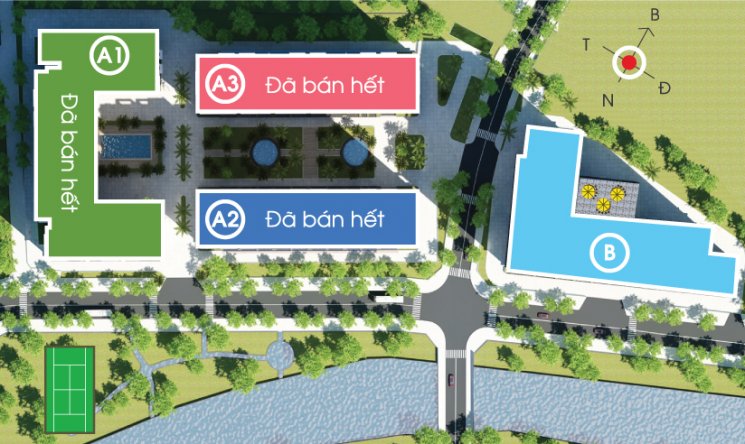 A1
Đã bán hết
A3
Đã bán hết
A2
Đã bán hết
B
B
T
Đ
N